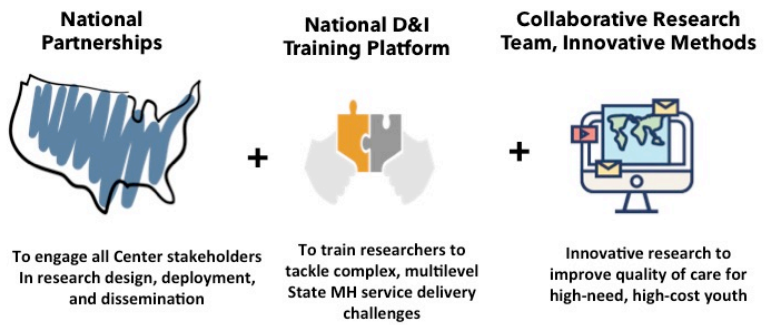 National
Partnerships
National D&I
Training Platform
Collaborative Research
Team, Innovative Methods
+
+
To engage all Center stakeholders
In research design, deployment,
and dissemination
To train researchers to
tackle complex, multilevel
State MH service delivery
challenges
Innovative research to
improve quality of care for
high-need, high-cost youth